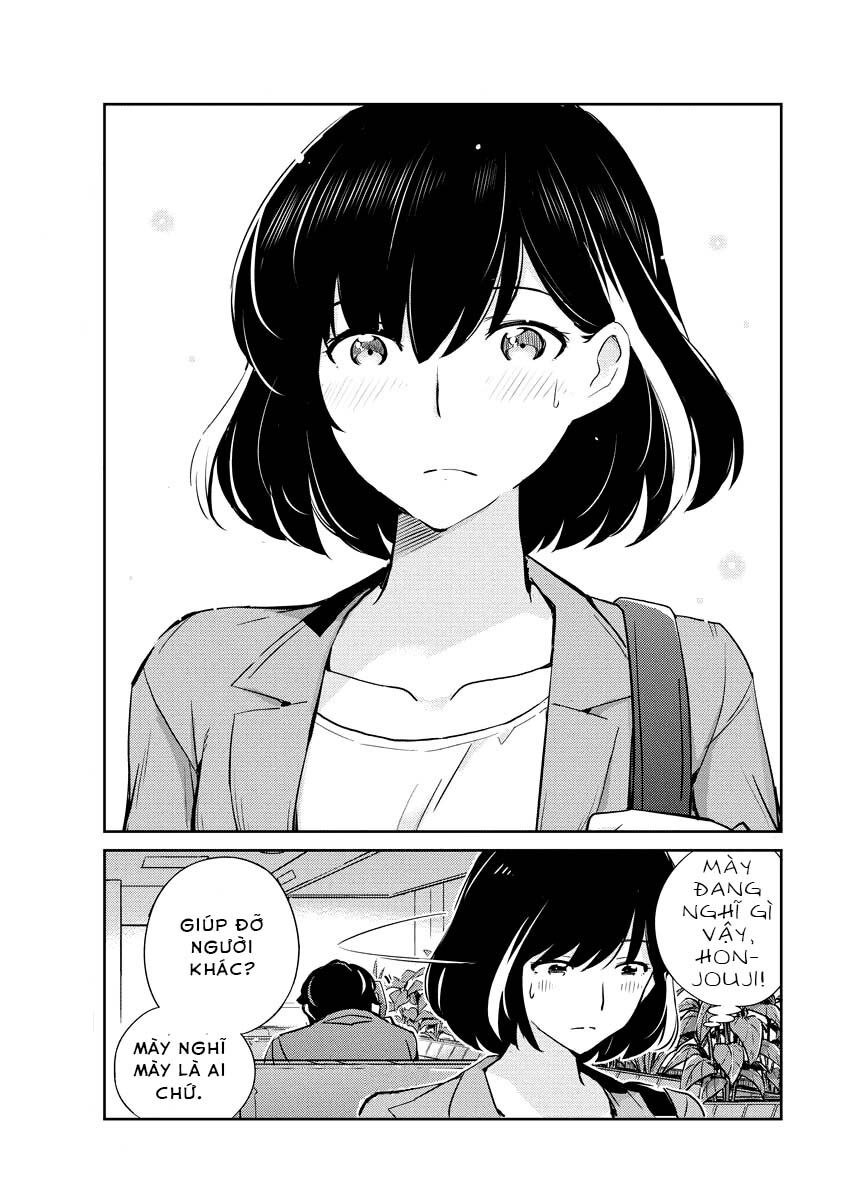 MÀY
ĐANG
NGHĨ GÌ
VẬY,
HON-
JOUJI!
GIÚP ĐỠ
NGƯỜI
KHÁC?
MÀY NGHĨ
MÀY LÀ AI
CHỨ.